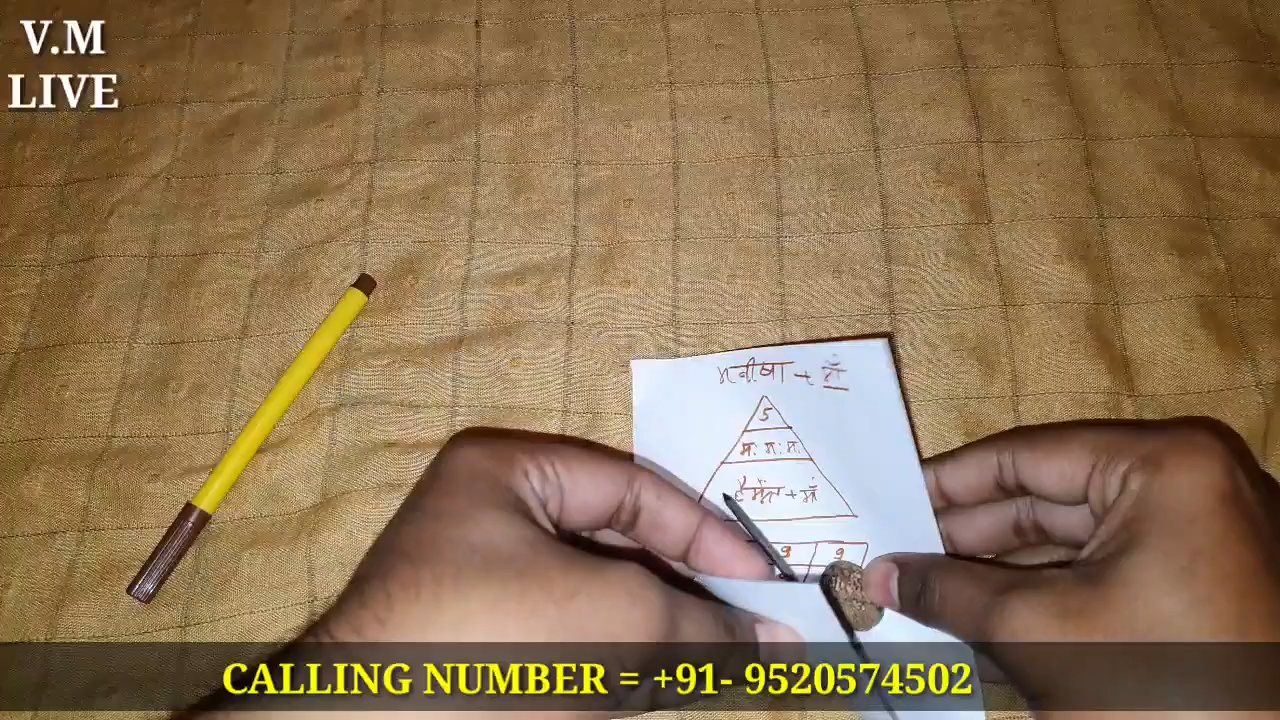 V.M
LIVE
मनीषा + माँ
5
मः मः मः
हेमंत + माँ
9 9
CALLING NUMBER = +91- 9520574502